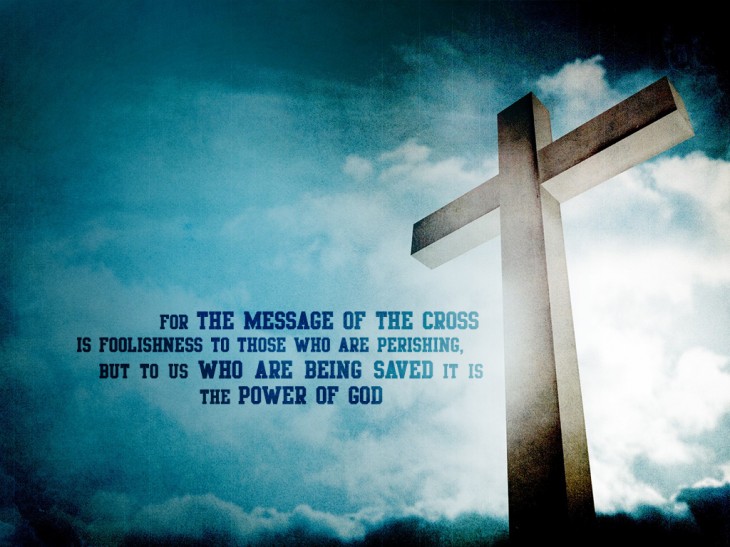 FOR THE MESSAGE OF THE CROSS
IS FOOLISHNESS TO THOSE WHO ARE PERISHING,
BUT TO US WHO ARE BEING SAVED IT IS
THE POWER OF GOD